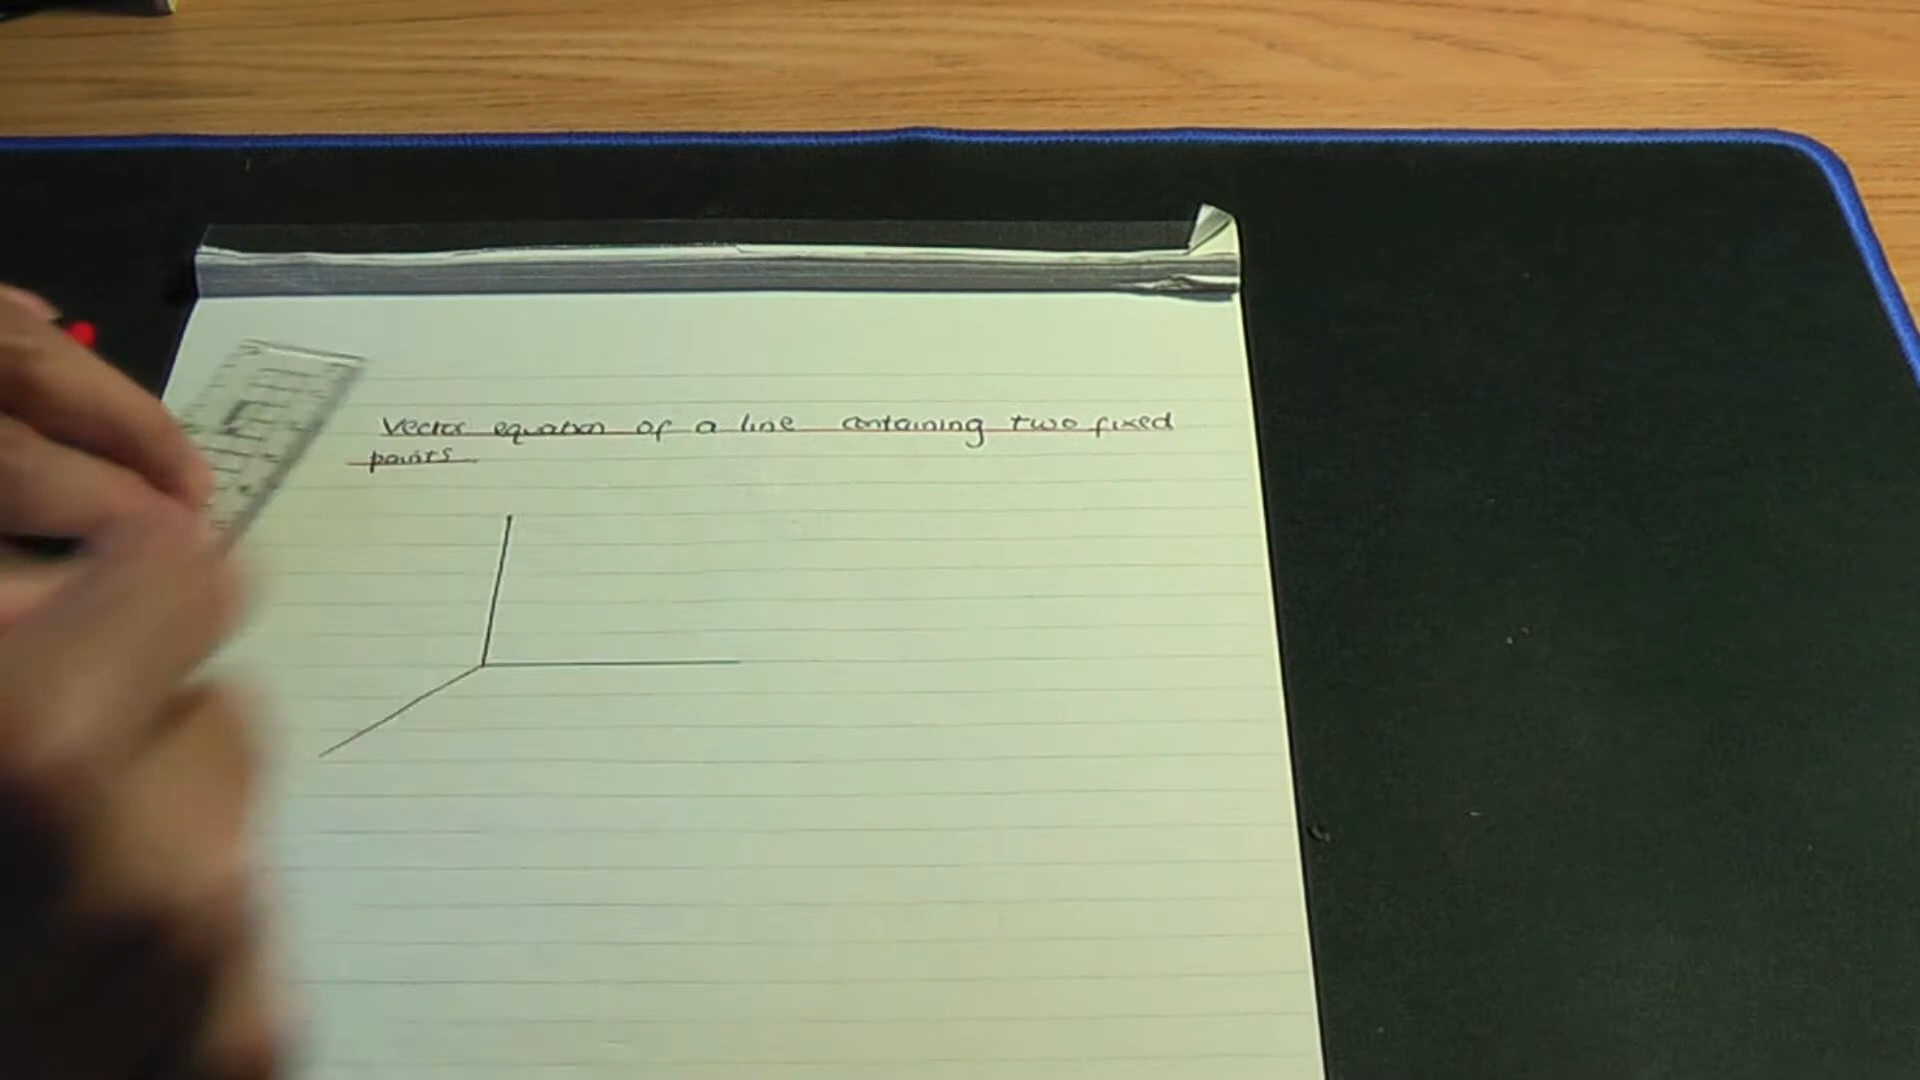 Vector equation of a line containing two fixed
points